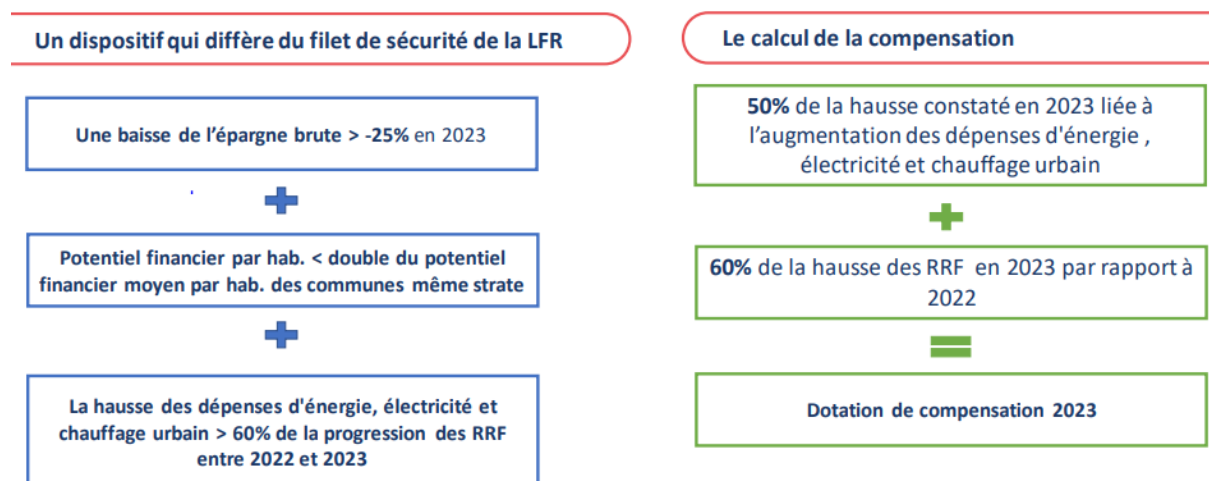 Un dispositif qui diffère du filet de sécurité de la LFR
Une baisse de l'épargne brute > -25% en 2023
Potentiel financier par hab. < double du potentiel
financier moyen par hab. des communes même strate
La hausse des dépenses d'énergie, électricité et
chauffage urbain > 60% de la progression des RRF
entre 2022 et 2023
Le calcul de la compensation
50% de la hausse constaté en 2023 liée à
l'augmentation des dépenses d'énergie ,
électricité et chauffage urbain
60% de la hausse des RRF en 2023 par rapport à
2022
Dotation de compensation 2023